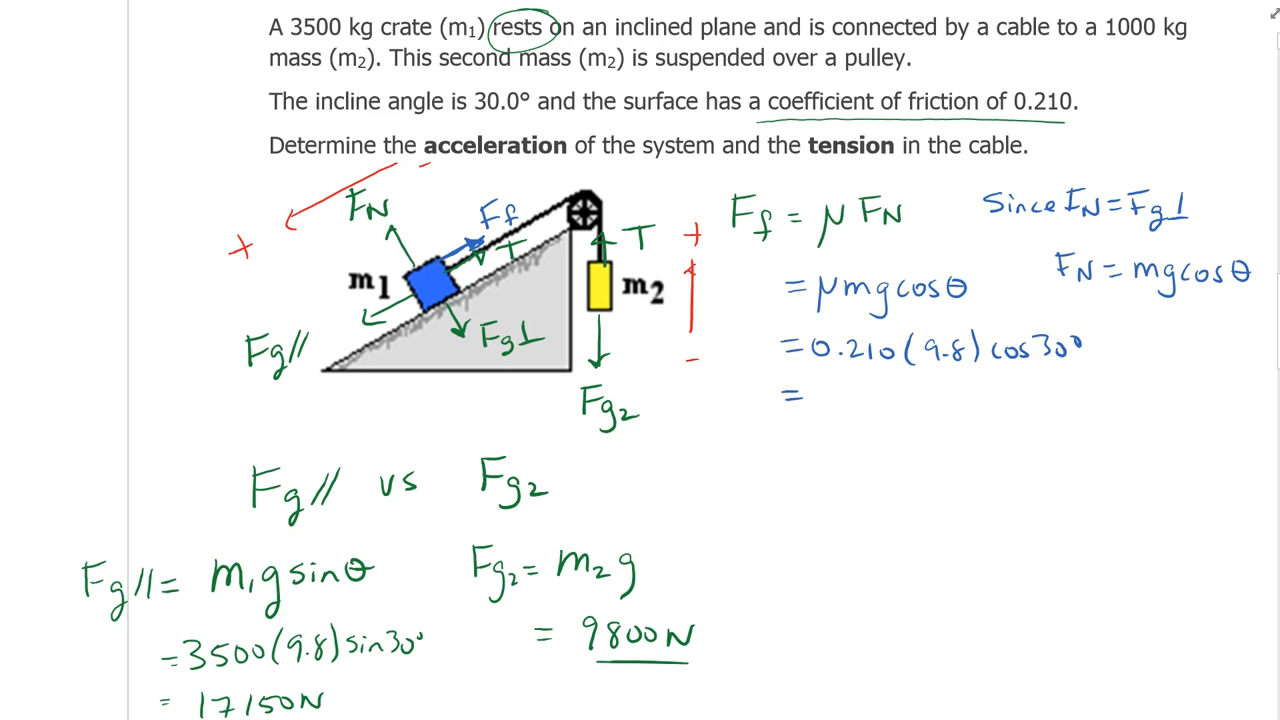 A 3500 kg crate (m₁) rests on an inclined plane and is connected by a cable to a 1000 kg
mass (m₂). This second mass (m₂) is suspended over a pulley.
The incline angle is 30.0° and the surface has a coefficient of friction of 0.210.
Determine the acceleration of the system and the tension in the cable.
+
FN
Ff
T
m1
Fg//
Fg⊥
T
m2
Fg₂
+
-
-
Ff = μ FN
= μmgcosθ
= 0.210(9.8)cos30°
=
Since FN = Fg⊥
FN = mgcosθ
Fg// vs Fg₂
Fg// = m₁gsinθ
= 3500(9.8)sin30°
= 17150N
Fg₂ = m₂g
= 9800N